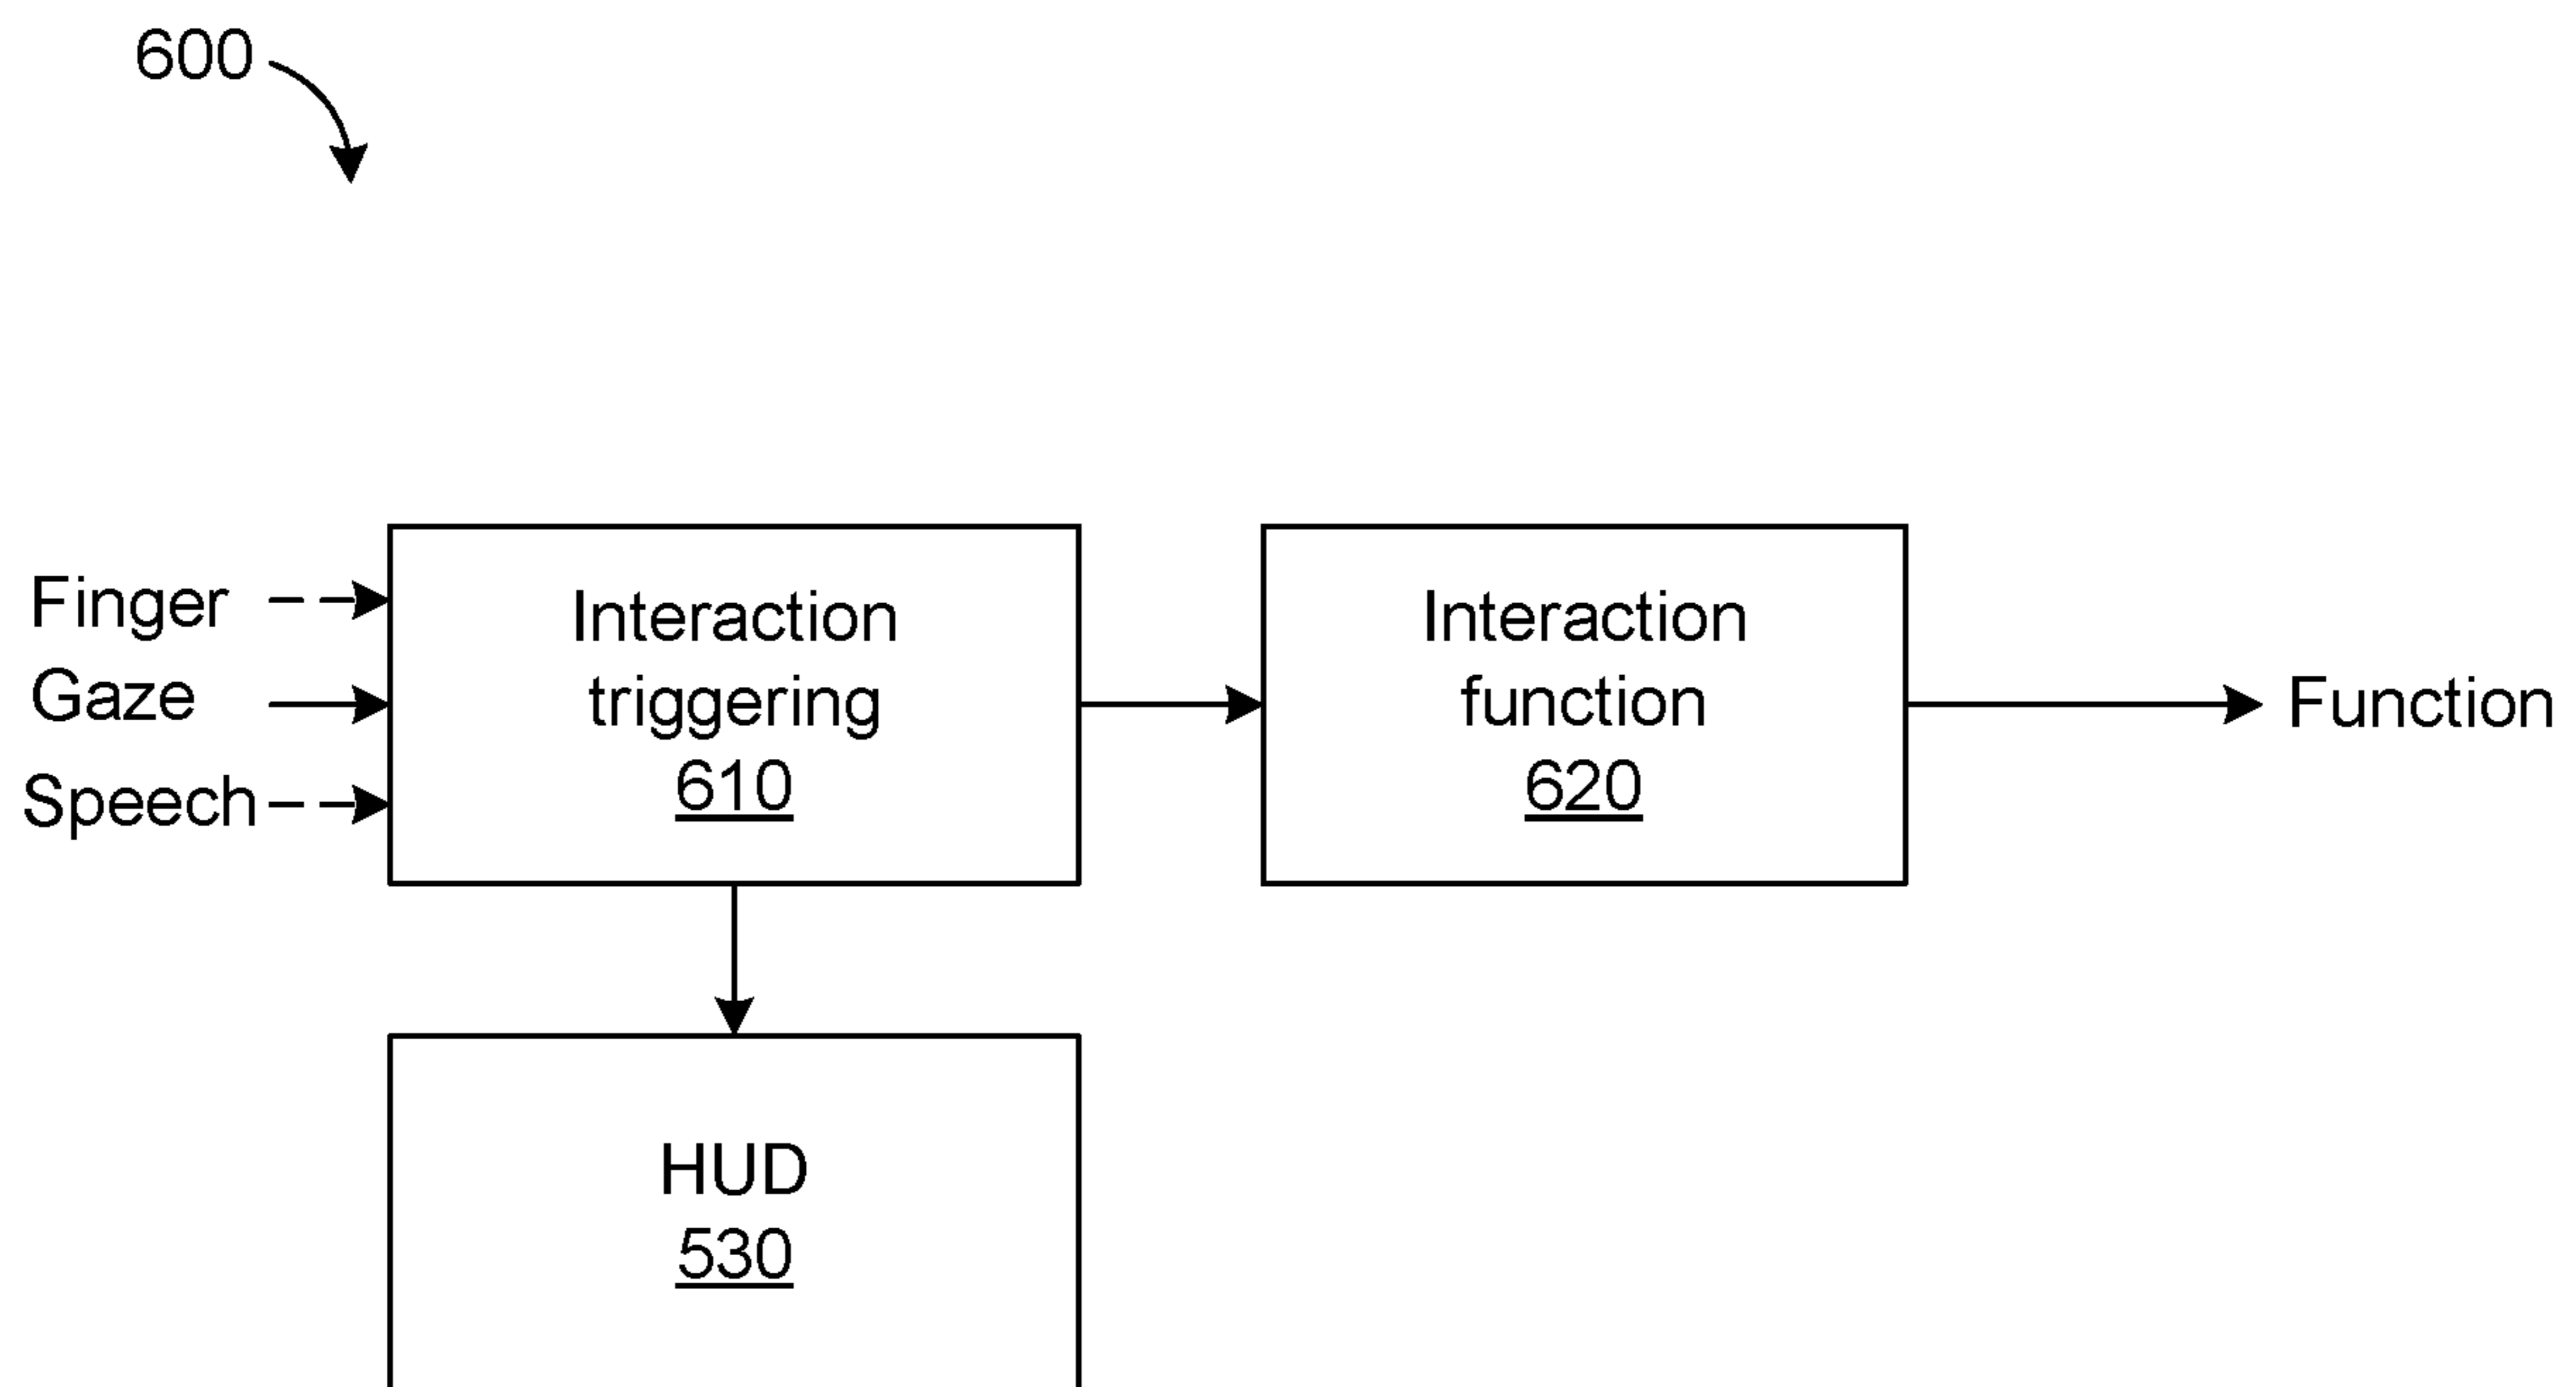 600
Finger
Gaze
Speech
Interaction
triggering
610
Interaction
function
620
Function
HUD
530